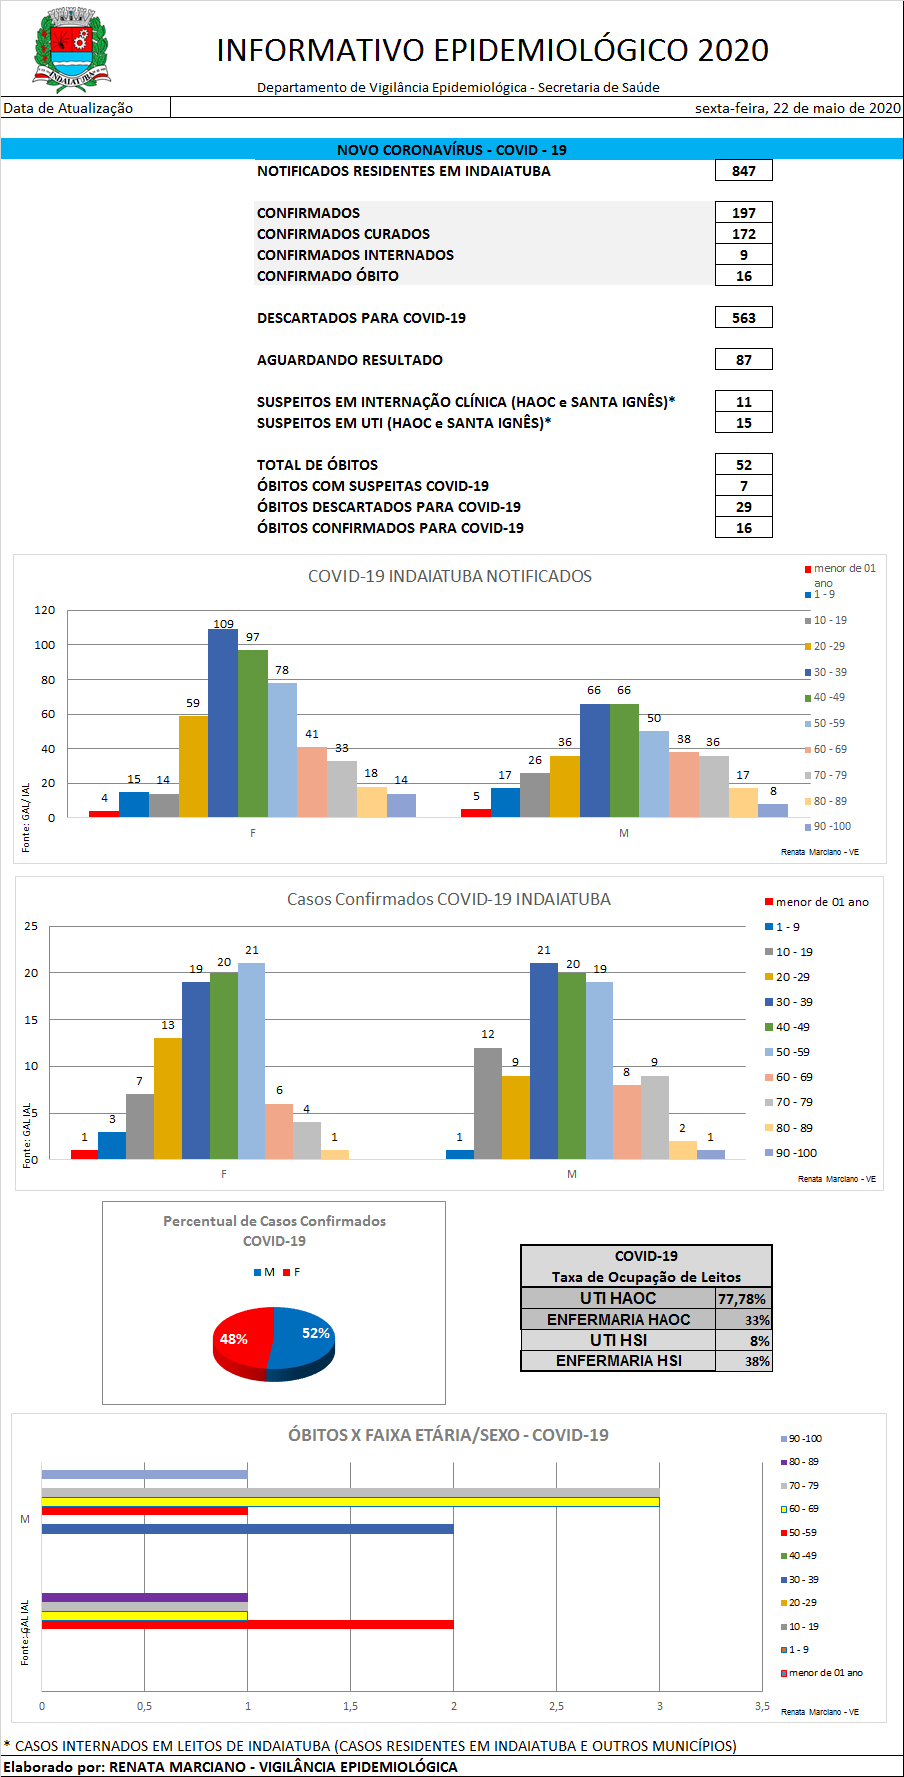 INDAIATUBA
INFORMATIVO EPIDEMIOLÓGICO 2020
Departamento de Vigilância Epidemiológica - Secretaria de Saúde
Data de Atualização sexta-feira, 22 de maio de 2020
NOVO CORONAVÍRUS - COVID - 19
NOTIFICADOS RESIDENTES EM INDAIATUBA 847
CONFIRMADOS 197
CONFIRMADOS CURADOS 172
CONFIRMADOS INTERNADOS 9
CONFIRMADO ÓBITO 16
DESCARTADOS PARA COVID-19 563
AGUARDANDO RESULTADO 87
SUSPEITOS EM INTERNAÇÃO CLÍNICA (HAOC e SANTA IGNÊS)* 11
SUSPEITOS EM UTI (HAOC e SANTA IGNÊS)* 15
TOTAL DE ÓBITOS 52
ÓBITOS COM SUSPEITAS COVID-19 7
ÓBITOS DESCARTADOS PARA COVID-19 29
ÓBITOS CONFIRMADOS PARA COVID-19 16
COVID-19 INDAIATUBA NOTIFICADOS
120
100
80
60
40
20
0
4 15 14 59 109 97 78 41 33 18 14
5 17 26 36 66 66 50 38 36 17 8
F M
Fonte: GAL/ IAL
menor de 01
ano
1 - 9
10 - 19
20 -29
30 - 39
40 -49
50 -59
60 - 69
70 - 79
80 - 89
90 -100
Renata Marciano - VE
Casos Confirmados COVID-19 INDAIATUBA
25
20
15
10
5
0
1 3 7 13 19 20 21 6 4 1
1 12 9 21 20 19 8 9 2 1
F M
Fonte: GAL IAL
menor de 01 ano
1 - 9
10 - 19
20 -29
30 - 39
40 -49
50 -59
60 - 69
70 - 79
80 - 89
90 -100
Renata Marciano - VE
Percentual de Casos Confirmados
COVID-19
M F
48% 52%
COVID-19
Taxa de Ocupação de Leitos
UTI HAOC 77,78%
ENFERMARIA HAOC 33%
UTI HSI 8%
ENFERMARIA HSI 38%
ÓBITOS X FAIXA ETÁRIA/SEXO - COVID-19
M
Fonte: GAL IAL
0 0,5 1 1,5 2 2,5 3 3,5
90 -100
80 - 89
70 - 79
60 - 69
50 -59
40 -49
30 - 39
20 -29
10 - 19
1 - 9
menor de 01 ano
Renata Marciano - VE
* CASOS INTERNADOS EM LEITOS DE INDAIATUBA (CASOS RESIDENTES EM INDAIATUBA E OUTROS MUNICÍPIOS)
Elaborado por: RENATA MARCIANO - VIGILÂNCIA EPIDEMIOLÓGICA